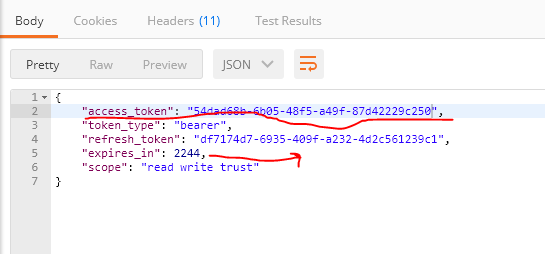 Body Cookies Headers (11) Test Results
Pretty Raw Preview JSON
1 {
2 "access_token": "54dad68b-6b05-48f5-a49f-87d42229c250",
3 "token_type": "bearer",
4 "refresh_token": "df7174d7-6935-409f-a232-4d2c561239c1",
5 "expires_in": 2244,
6 "scope": "read write trust"
7 }